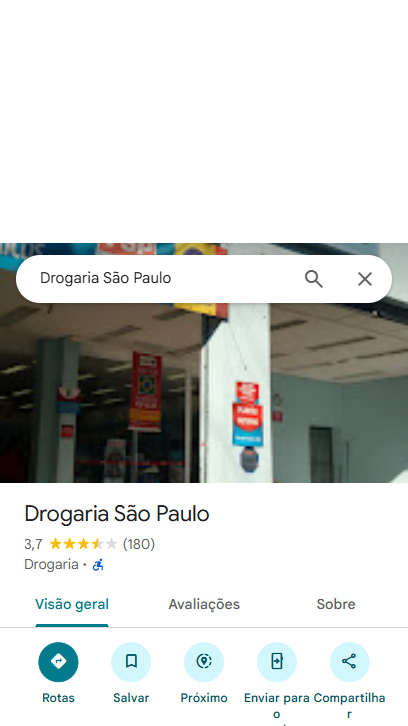 Drogaria São Paulo
Drogaria São Paulo
3,7 (180)
Drogaria •
Visão geral Avaliações Sobre
Rotas Salvar Próximo Enviar para o Compartilhar